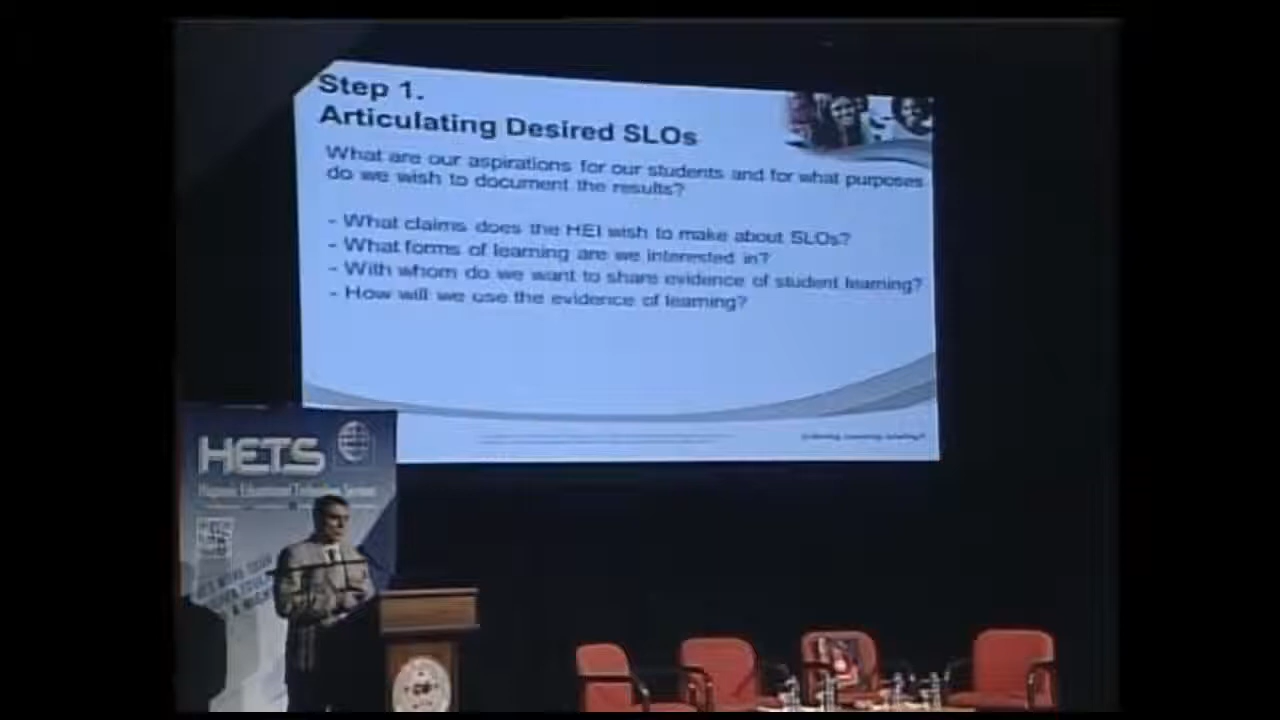 Step 1.
Articulating Desired SLOs
What are our aspirations for our students and for what purposes
do we wish to document the results?
- What claims does the HEI wish to make about SLOs?
- What forms of learning are we interested in?
- With whom do we want to share evidence of student learning?
- How will we use the evidence of learning?
HETS
Hispanic Educational Technology